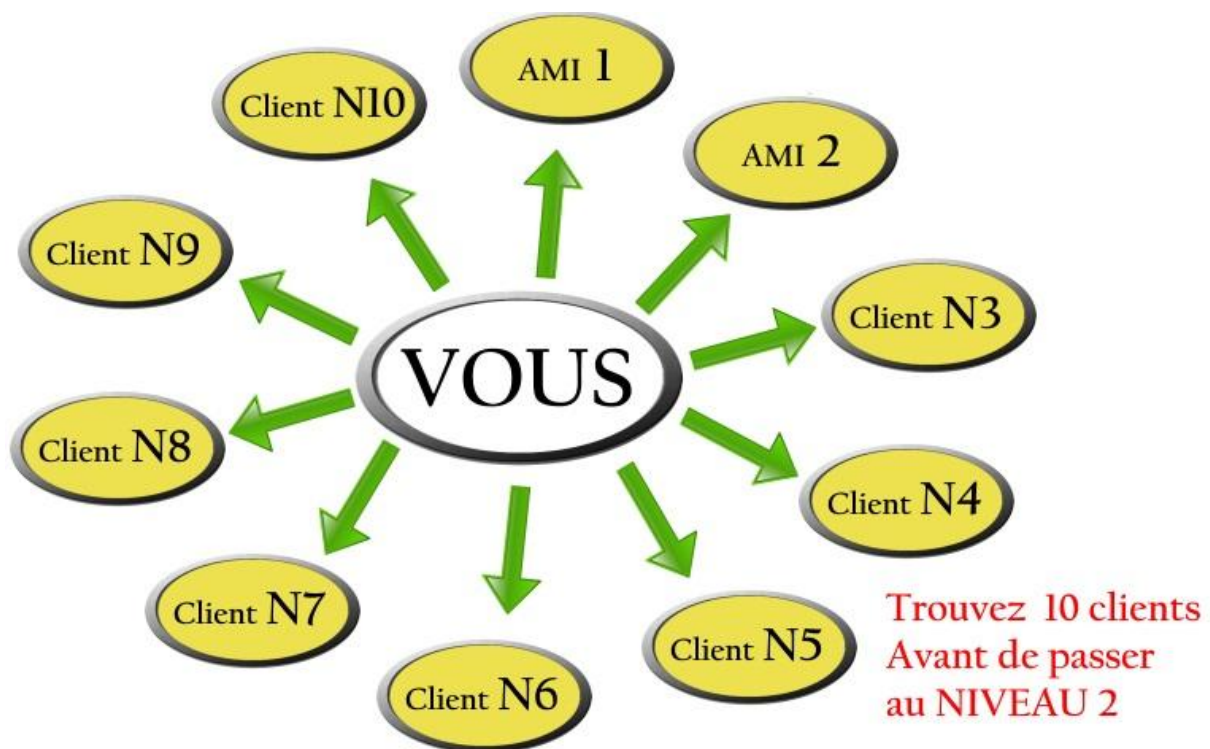 AMI 1
Client N10
AMI 2
Client N9
Client N3
VOUS
Client N8
Client N4
Client N7
Client N5
Client N6
Trouvez 10 clients
Avant de passer
au NIVEAU 2